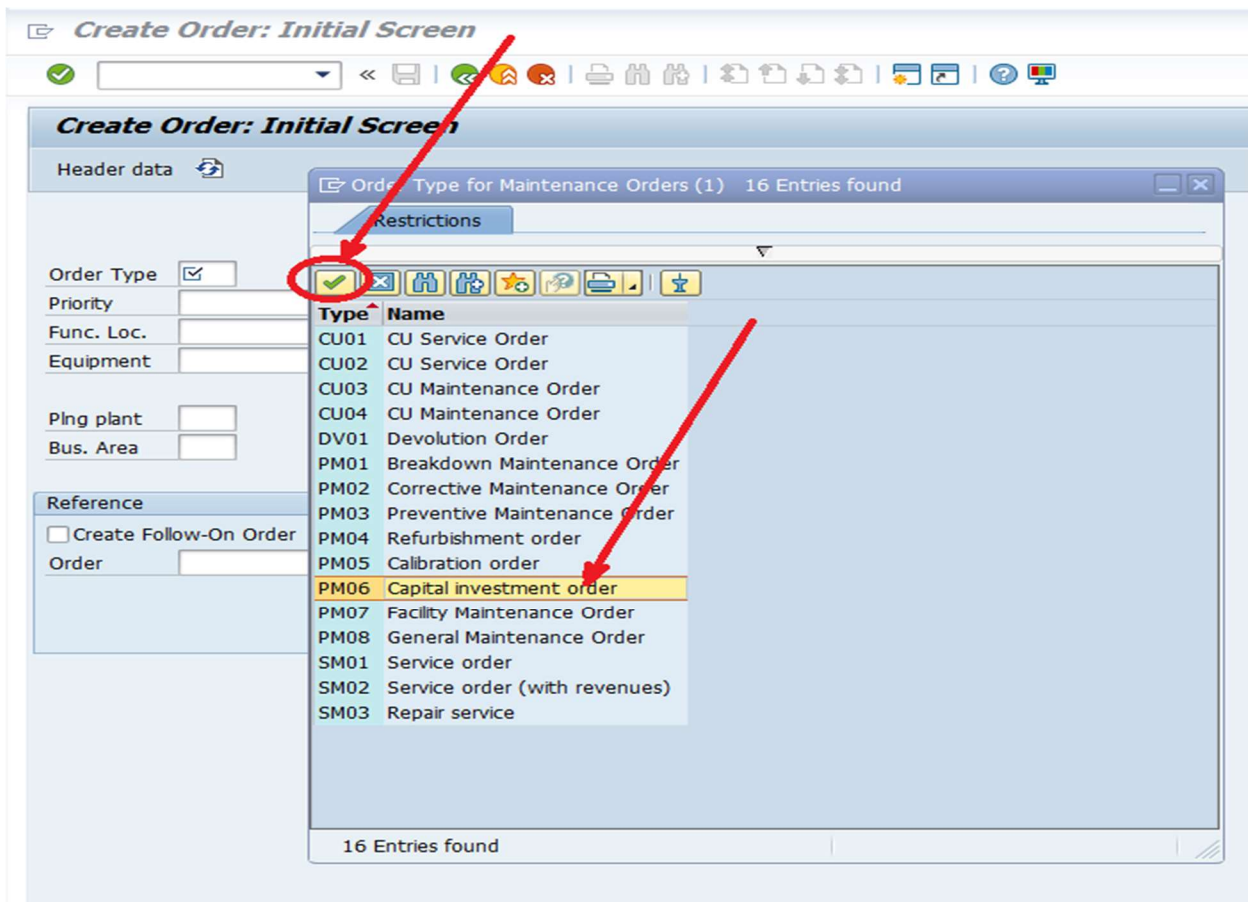 Create Order: Initial Screen
Create Order: Initial Screen
Header data
Order Type for Maintenance Orders (1) 16 Entries found
Restrictions
Order Type
Priority
Func. Loc.
Equipment
Plng plant
Bus. Area
Reference
Create Follow-On Order
Order
Type Name
CU01 CU Service Order
CU02 CU Service Order
CU03 CU Maintenance Order
CU04 CU Maintenance Order
DV01 Devolution Order
PM01 Breakdown Maintenance Order
PM02 Corrective Maintenance Order
PM03 Preventive Maintenance Order
PM04 Refurbishment order
PM05 Calibration order
PM06 Capital investment order
PM07 Facility Maintenance Order
PM08 General Maintenance Order
SM01 Service order
SM02 Service order (with revenues)
SM03 Repair service
16 Entries found